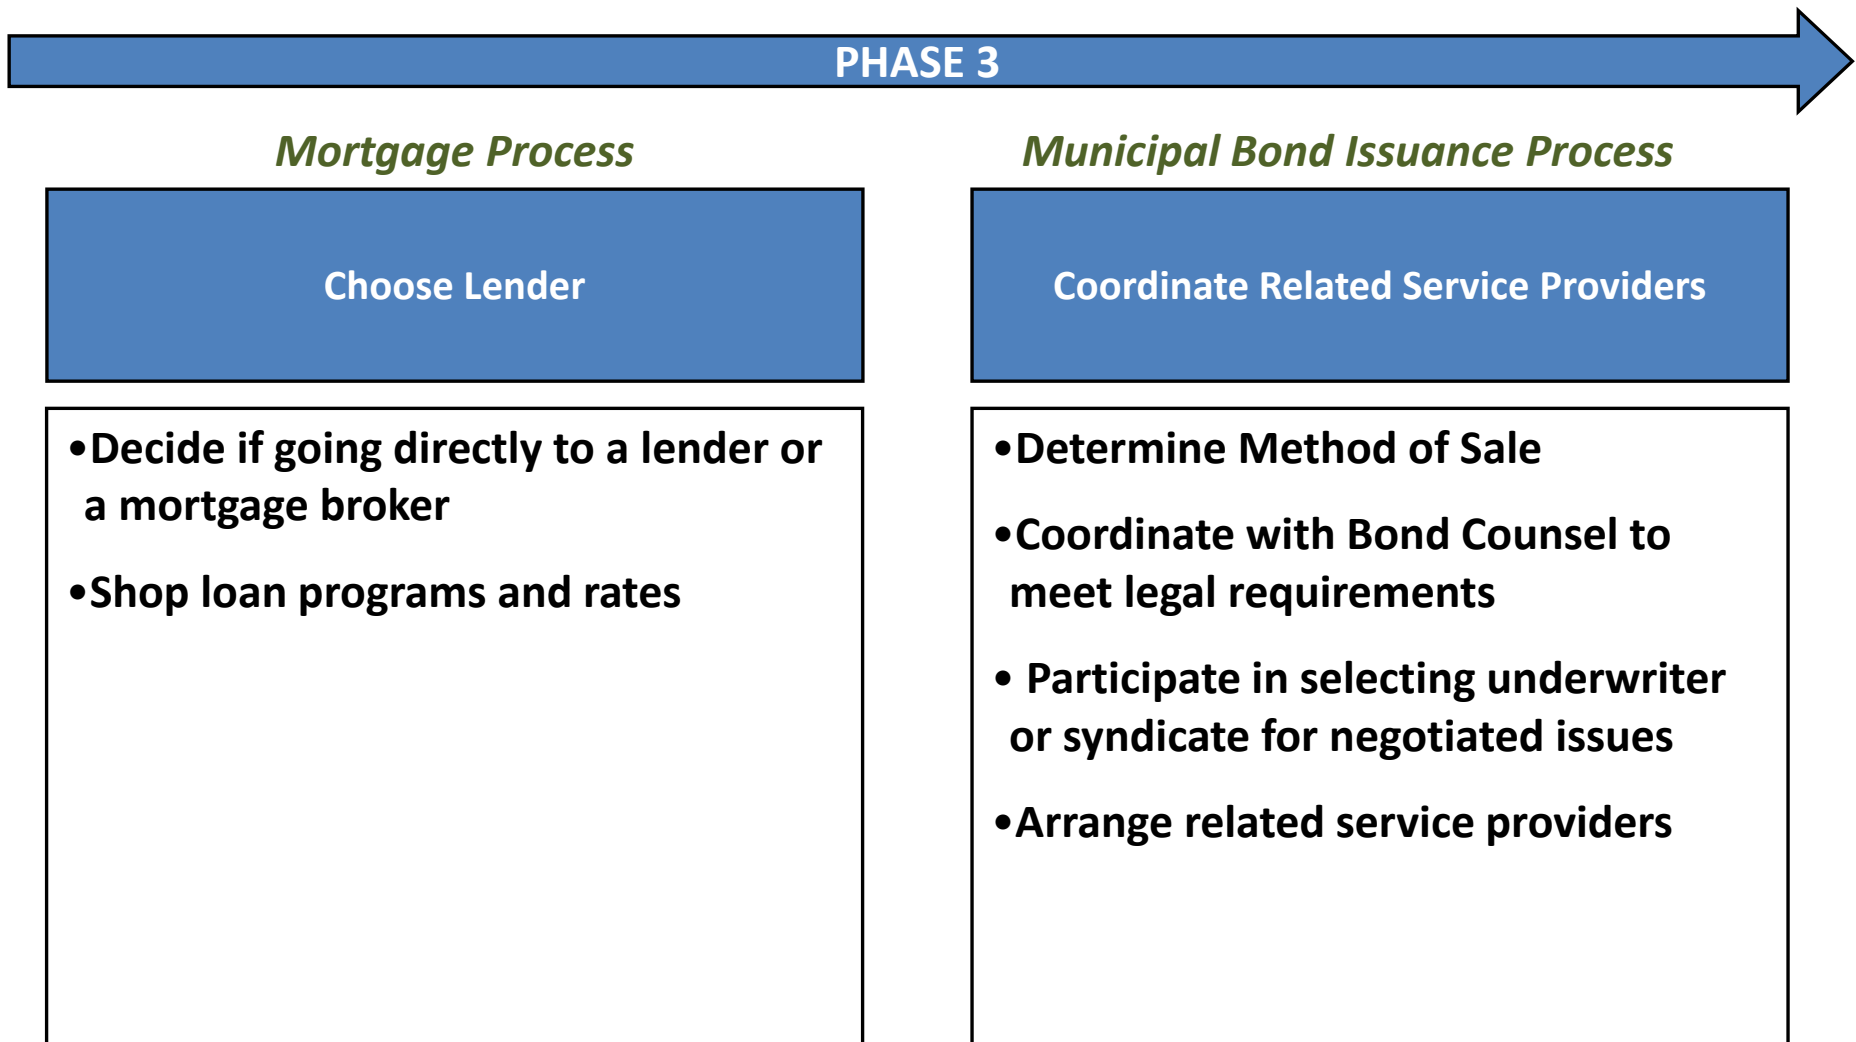 PHASE 3
Mortgage Process
Choose Lender
•Decide if going directly to a lender or
a mortgage broker
•Shop loan programs and rates
Municipal Bond Issuance Process
Coordinate Related Service Providers
•Determine Method of Sale
•Coordinate with Bond Counsel to
meet legal requirements
• Participate in selecting underwriter
or syndicate for negotiated issues
•Arrange related service providers